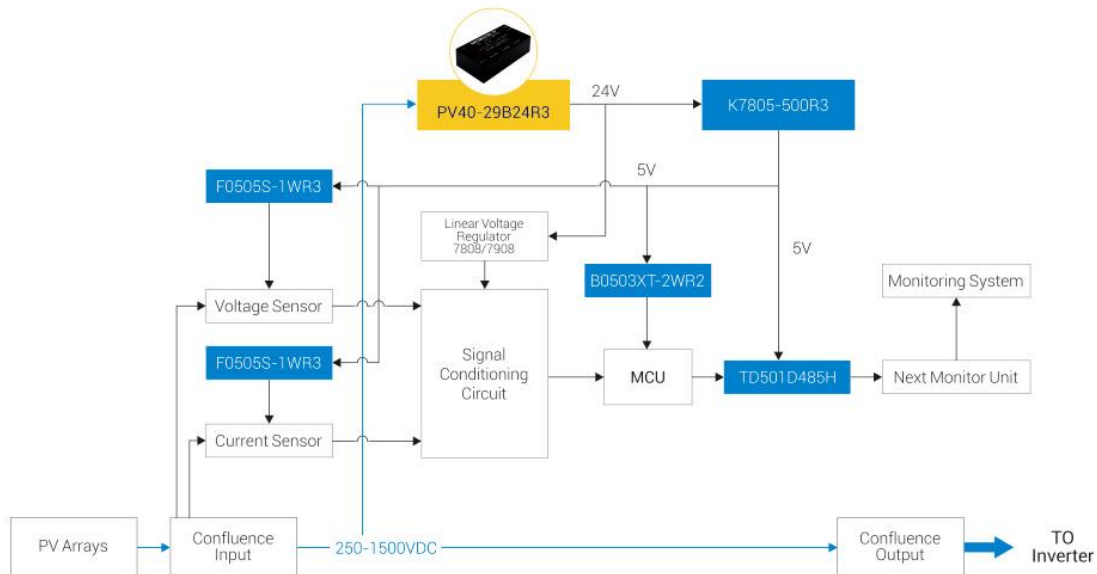 PV40-29B24R3
24V
K7805-500R3
F0505S-1WR3
5V
Linear Voltage
Regulator
7808/7908
5V
B0503XT-2WR2
Monitoring System
Voltage Sensor
F0505S-1WR3
Signal
Conditioning
Circuit
MCU
TD501D485H
Next Monitor Unit
Current Sensor
PV Arrays
Confluence
Input
250-1500VDC
Confluence
Output
TO
Inverter